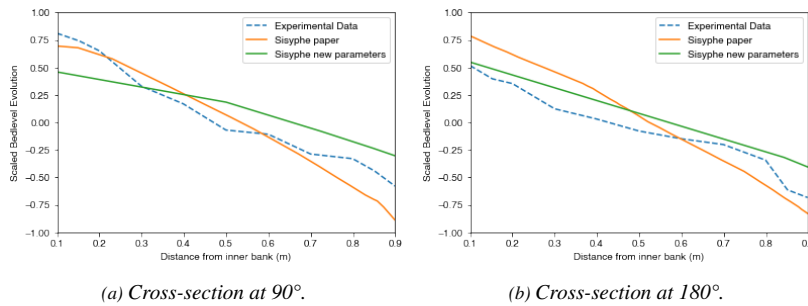 1.00
0.75
0.50
0.25
0.00
−0.25
−0.50
−0.75
−1.00
Scaled Bedlevel Evolution
0.1 0.2 0.3 0.4 0.5 0.6 0.7 0.8 0.9
Distance from inner bank (m)
Experimental Data
Sisyphe paper
Sisyphe new parameters
(a) Cross-section at 90°.
1.00
0.75
0.50
0.25
0.00
−0.25
−0.50
−0.75
−1.00
Scaled Bedlevel Evolution
0.1 0.2 0.3 0.4 0.5 0.6 0.7 0.8 0.9
Distance from inner bank (m)
Experimental Data
Sisyphe paper
Sisyphe new parameters
(b) Cross-section at 180°.